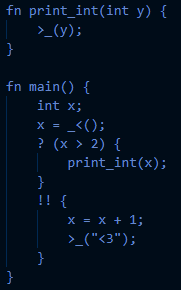 fn print_int(int y) {
    >_(y);
}

fn main() {
    int x;
    x = _<();
    ? (x > 2) {
        print_int(x);
    }
    !! {
        x = x + 1;
        >_("<3");
    }
}